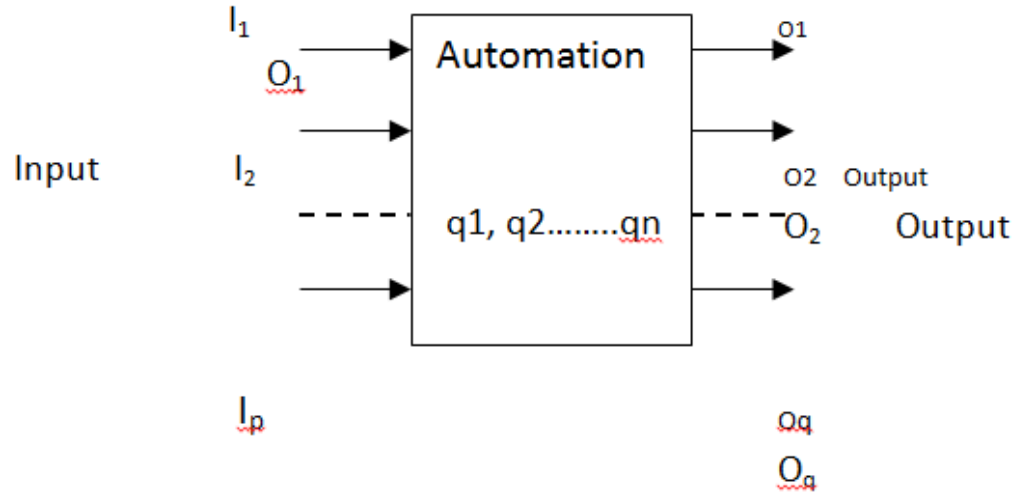 I1
O1
Automation
O1
Input
I2
O2 Output
q1, q2........qn
O2 Output
Ip
Oq
Oq